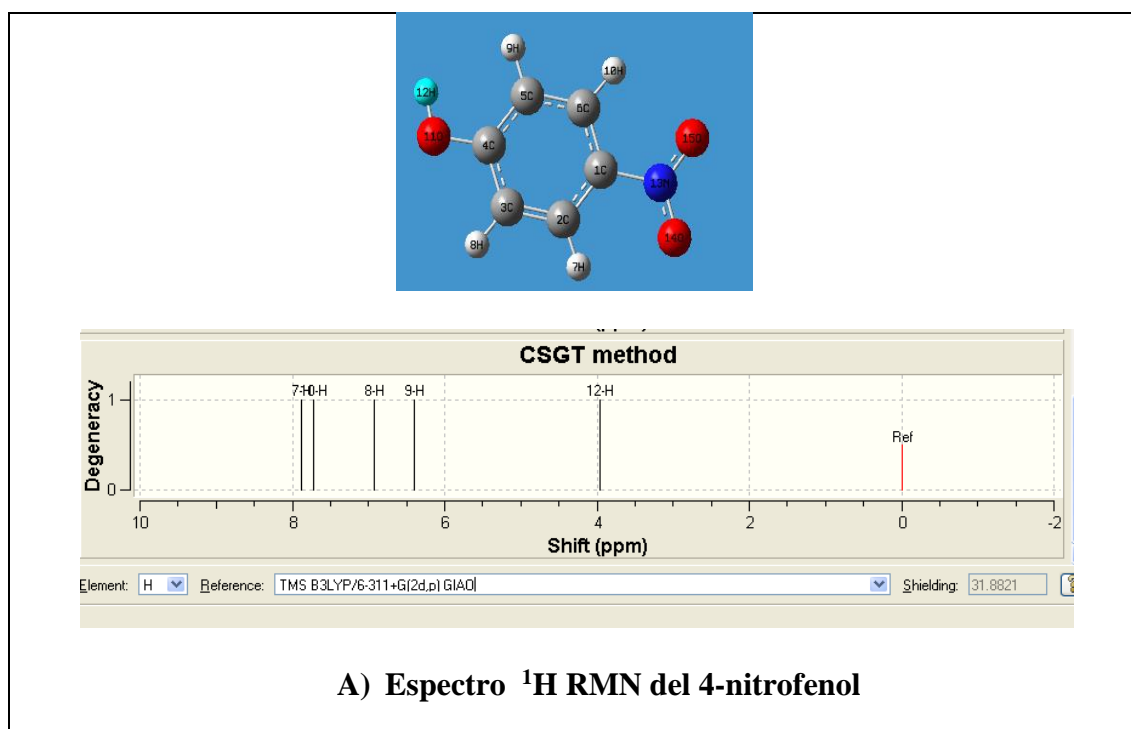 9H
10H
12H
5C
6C
11O
4C
15O
1C
13N
3C
2C
14O
8H
7H
CSGT method
7-H 10-H 8-H 9-H 12-H
Ref
Degeneracy
1
0
10 8 6 4 2 0 -2
Shift (ppm)
Element: H Reference: TMS B3LYP/6-311+G(2d,p) GIAO Shielding: 31.8821
A) Espectro ¹H RMN del 4-nitrofenol